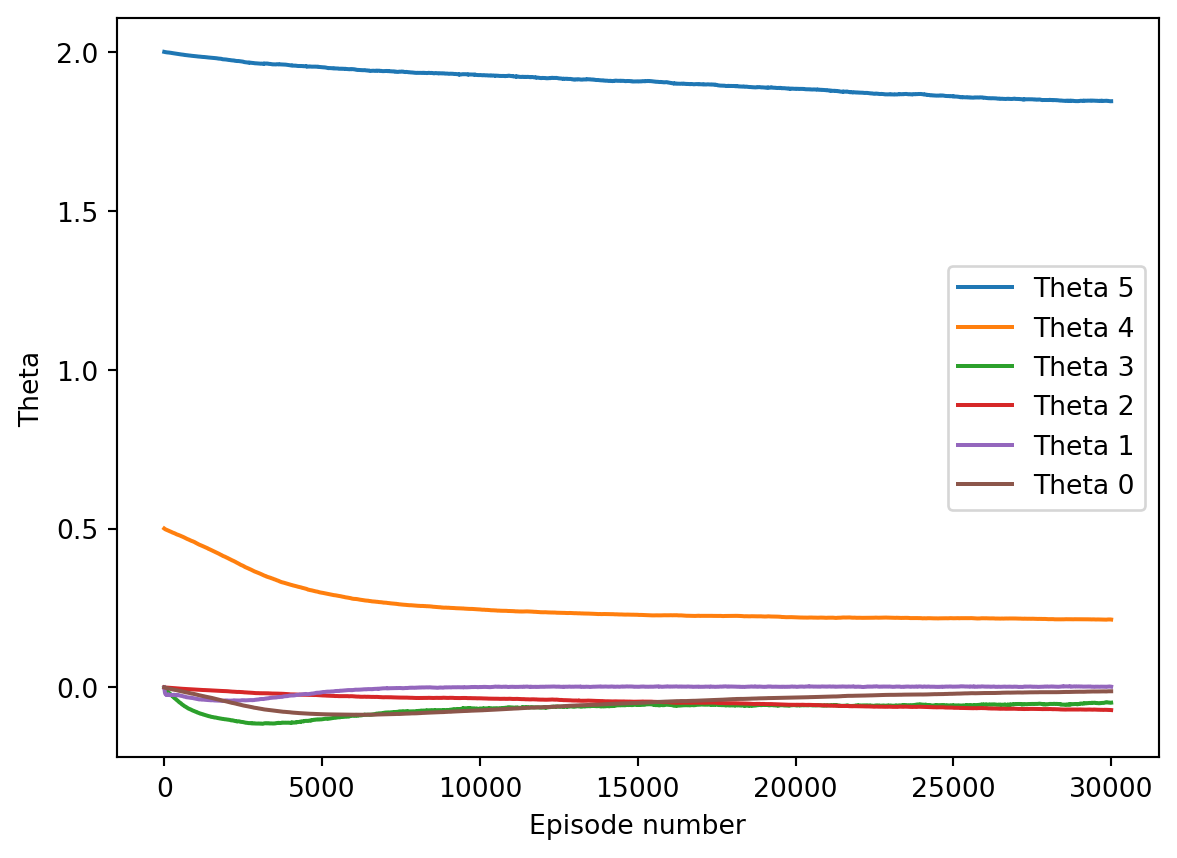 2.0
1.5
1.0
0.5
0.0
Theta
Theta 5
Theta 4
Theta 3
Theta 2
Theta 1
Theta 0
0 5000 10000 15000 20000 25000 30000
Episode number